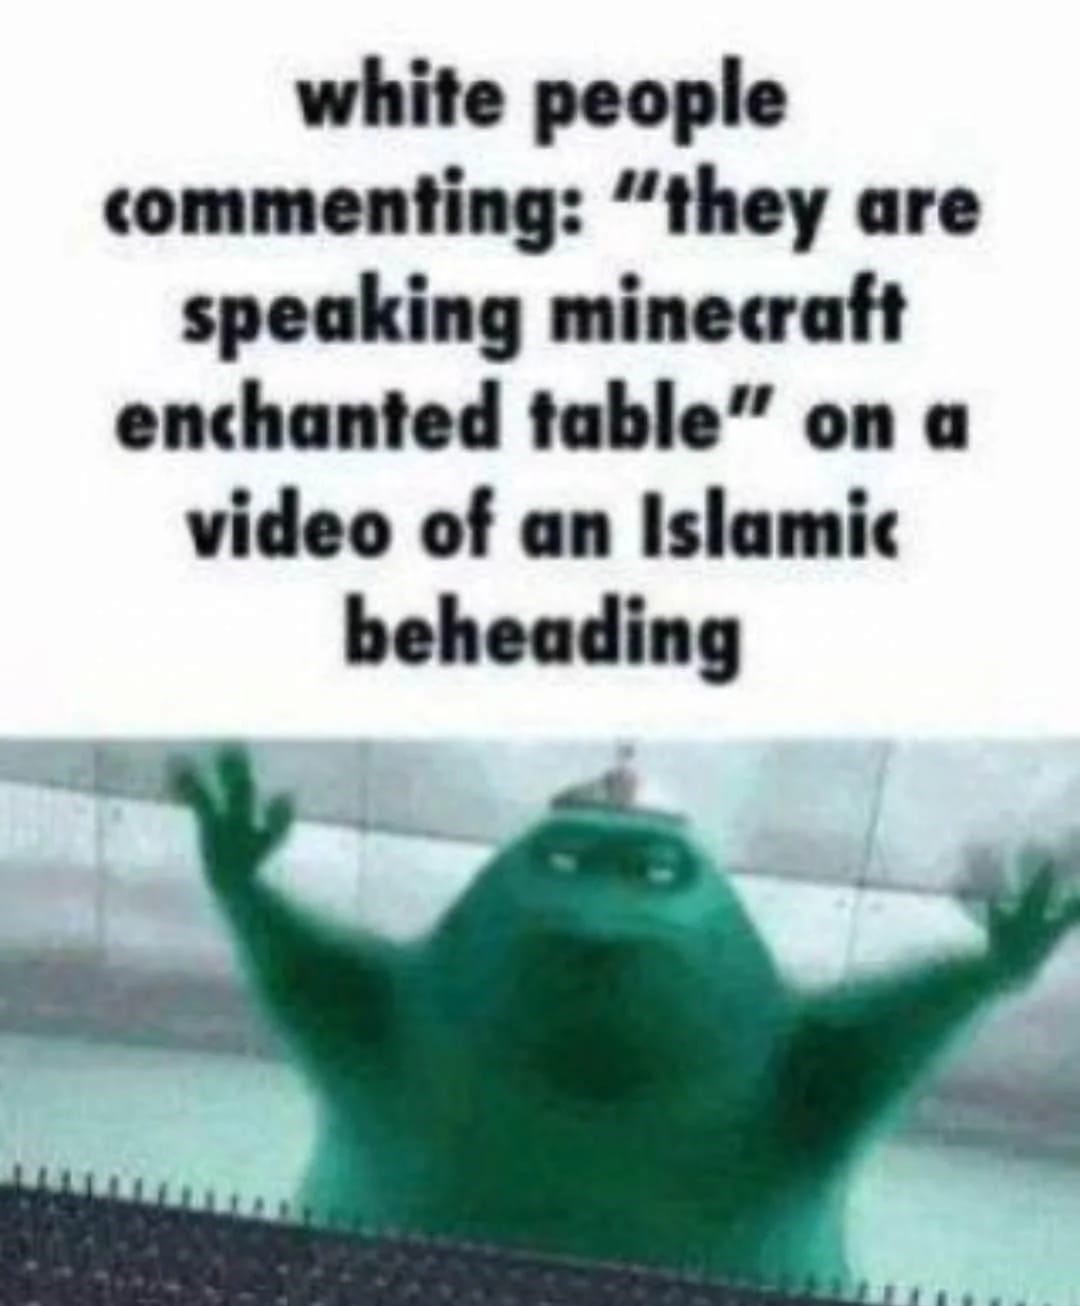 white people
commenting: "they are
speaking minecraft
enchanted table" on a
video of an Islamic
beheading